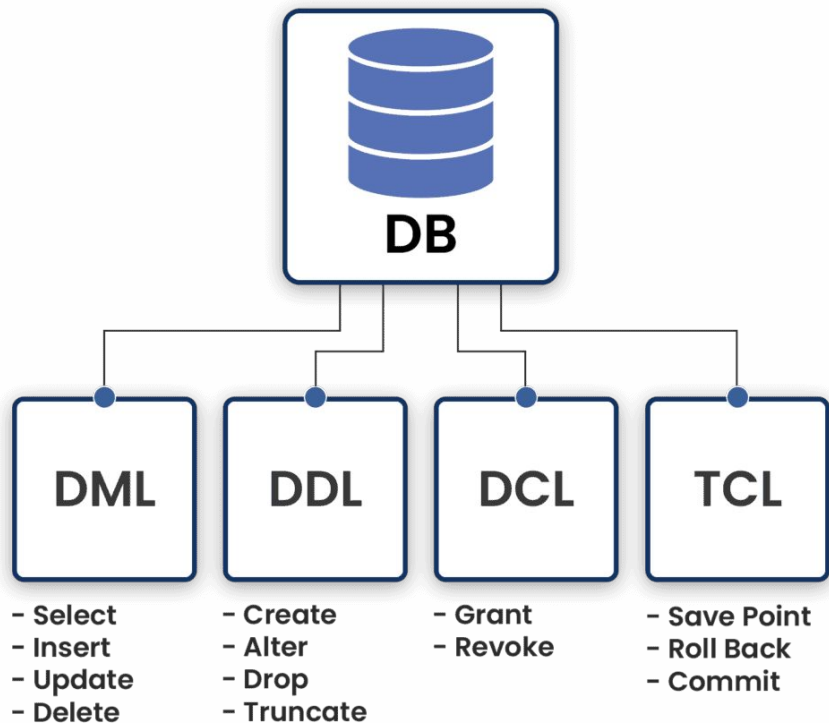 DB
DML
DDL
DCL
TCL
- Select
- Insert
- Update
- Delete
- Create
- Alter
- Drop
- Truncate
- Grant
- Revoke
- Save Point
- Roll Back
- Commit